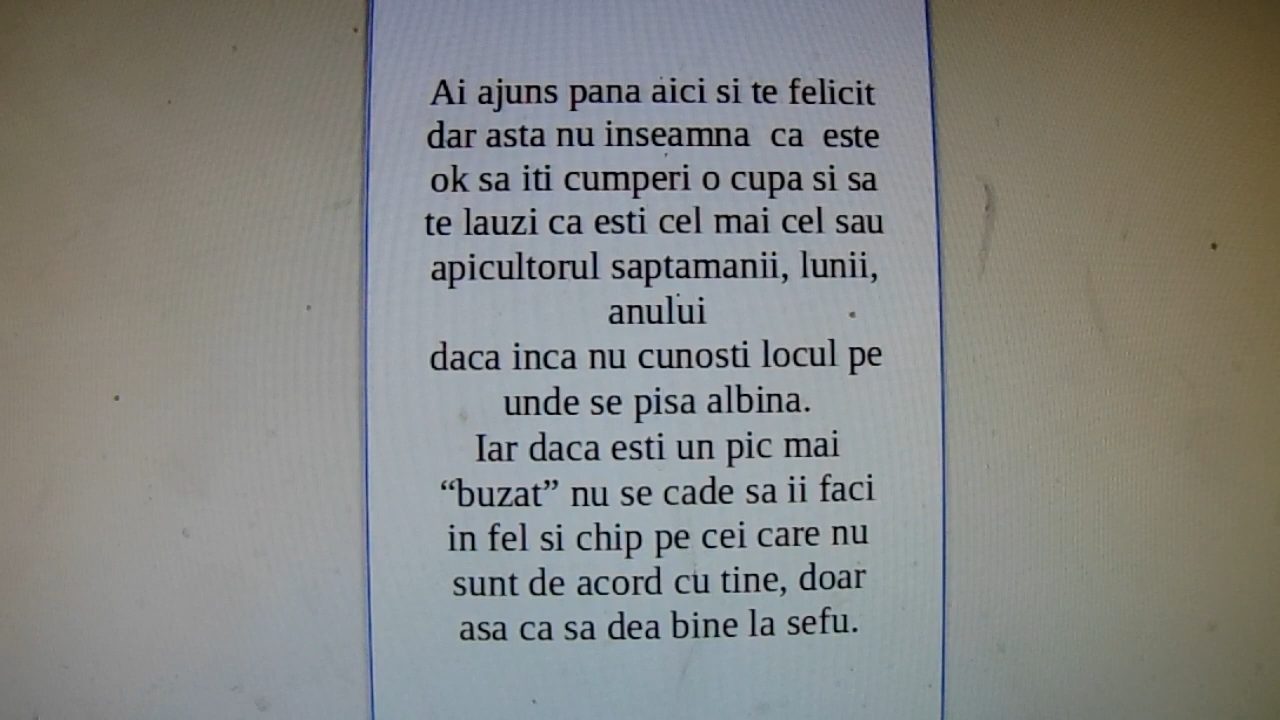 Ai ajuns pana aici si te felicit
dar asta nu inseamna ca este
ok sa iti cumperi o cupa si sa
te lauzi ca esti cel mai cel sau
apicultorul saptamanii, lunii,
anului
daca inca nu cunosti locul pe
unde se pisa albina.
Iar daca esti un pic mai
“buzat” nu se cade sa ii faci
in fel si chip pe cei care nu
sunt de acord cu tine, doar
asa ca sa dea bine la sefu.